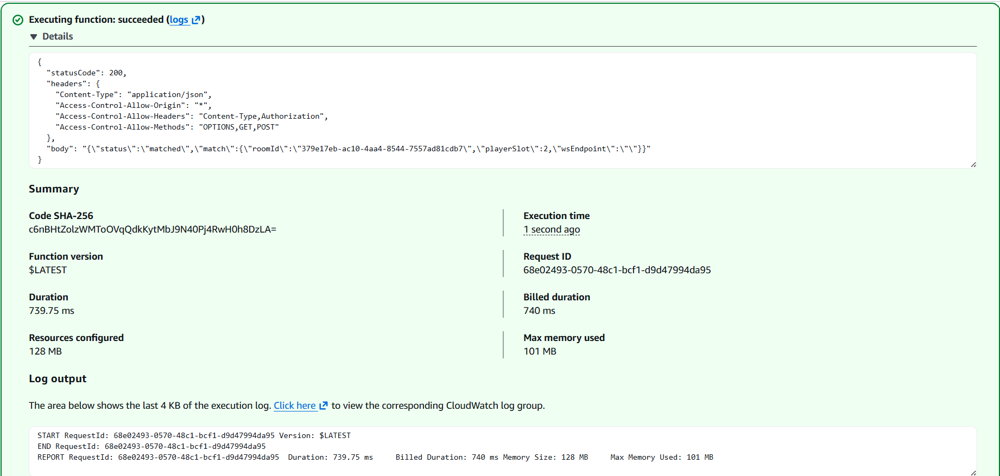 Executing function: succeeded (logs)
Details
{
  "statusCode": 200,
  "headers": {
    "Content-Type": "application/json",
    "Access-Control-Allow-Origin": "*",
    "Access-Control-Allow-Headers": "Content-Type,Authorization",
    "Access-Control-Allow-Methods": "OPTIONS,GET,POST"
  },
  "body": "{\"status\":\"matched\",\"match\":{\"roomId\":\"379e17eb-ac10-4aa4-8544-7557ad81cdb7\",\"playerSlot\":2,\"wsEndpoint\":\"\"}}"
}
Summary
Code SHA-256
c6nBHtZolzWMToOVqQdkKytMbJ9N40Pj4RwH0h8DzLA=
Execution time
1 second ago
Function version
$LATEST
Request ID
68e02493-0570-48c1-bcf1-d9d47994da95
Duration
739.75 ms
Billed duration
740 ms
Resources configured
128 MB
Max memory used
101 MB
Log output
The area below shows the last 4 KB of the execution log. Click here to view the corresponding CloudWatch log group.
START RequestId: 68e02493-0570-48c1-bcf1-d9d47994da95 Version: $LATEST
END RequestId: 68e02493-0570-48c1-bcf1-d9d47994da95
REPORT RequestId: 68e02493-0570-48c1-bcf1-d9d47994da95  Duration: 739.75 ms     Billed Duration: 740 ms Memory Size: 128 MB     Max Memory Used: 101 MB